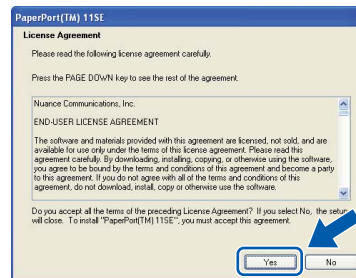 PaperPort(TM) 11SE
License Agreement
Please read the following license agreement carefully.
Press the PAGE DOWN key to see the rest of the agreement.
Nuance Communications, Inc.
END-USER LICENSE AGREEMENT
The software and materials provided with this agreement are licensed, not sold, and are
available for use only under the terms of this license agreement. Please read this
agreement carefully. By downloading, installing, copying, or otherwise using the software,
you agree to be bound by the terms and conditions of this agreement and become a party
to this agreement. If you do not agree with all of the terms and conditions of this
agreement, do not download, install, copy or otherwise use the software.
Do you accept all the terms of the preceding License Agreement? If you select No, the setup
will close. To install "PaperPort(TM) 11SE", you must accept this agreement.
Yes
No